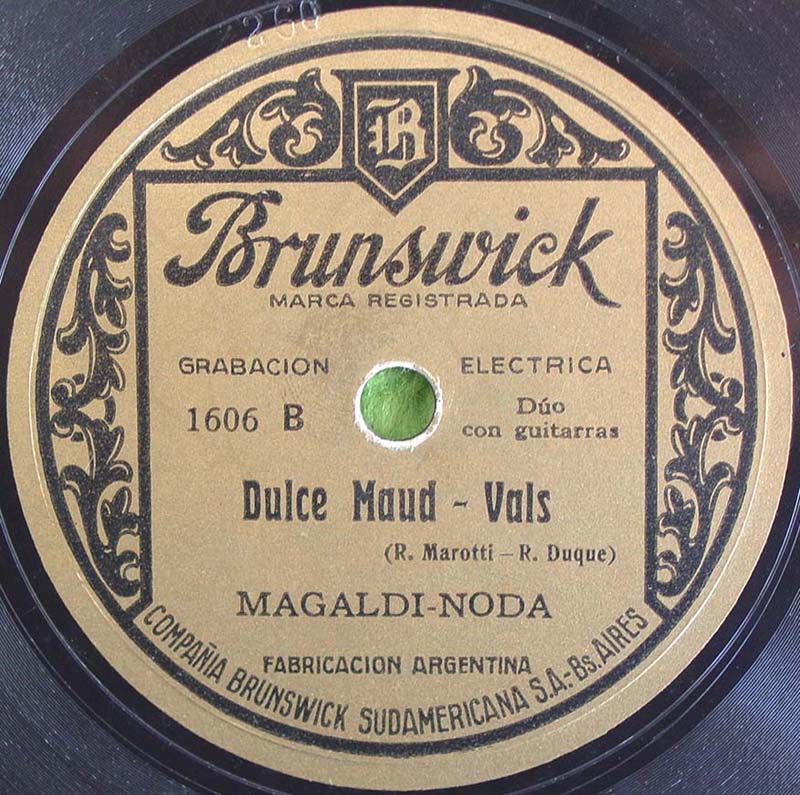 260
B
Brunswick
MARCA REGISTRADA
GRABACION ELECTRICA
1606 B
Dúo
con guitarras
Dulce Maud - Vals
(R. Marotti – R. Duque)
MAGALDI-NODA
FABRICACION ARGENTINA
COMPAÑIA BRUNSWICK SUDAMERICANA S.A.-Bs. AIRES